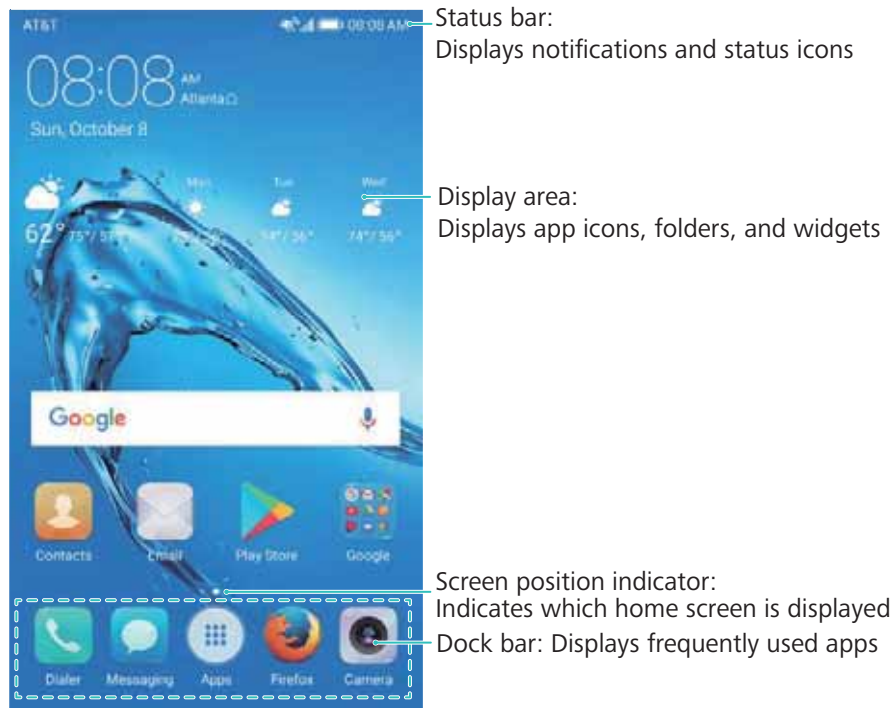 AT&T 08:08 AM
Status bar:
Displays notifications and status icons
08:08 AM
Atlanta
Sun, October 8
Mon Tue Wed
Display area:
Displays app icons, folders, and widgets
62° 75°/ 74°/56° 74°/56°
Google
Contacts Email Play Store Google
Screen position indicator:
Indicates which home screen is displayed
Dock bar: Displays frequently used apps
Dialer Messaging Apps Firefox Camera